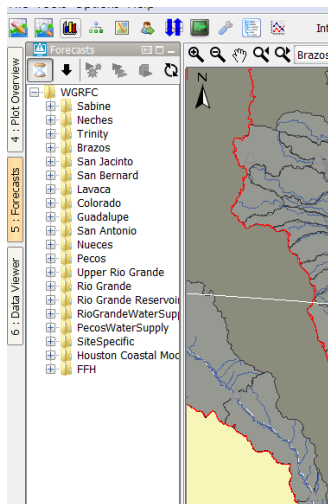 Int
Forecasts
Brazos
N
4 : Plot Overview
5 : Forecasts
6 : Data Viewer
WGRFC
Sabine
Neches
Trinity
Brazos
San Jacinto
San Bernard
Lavaca
Colorado
Guadalupe
San Antonio
Nueces
Pecos
Upper Rio Grande
Rio Grande
Rio Grande Reservoi
RioGrandeWaterSup
PecosWaterSupply
SiteSpecific
Houston Coastal Mod
FFH